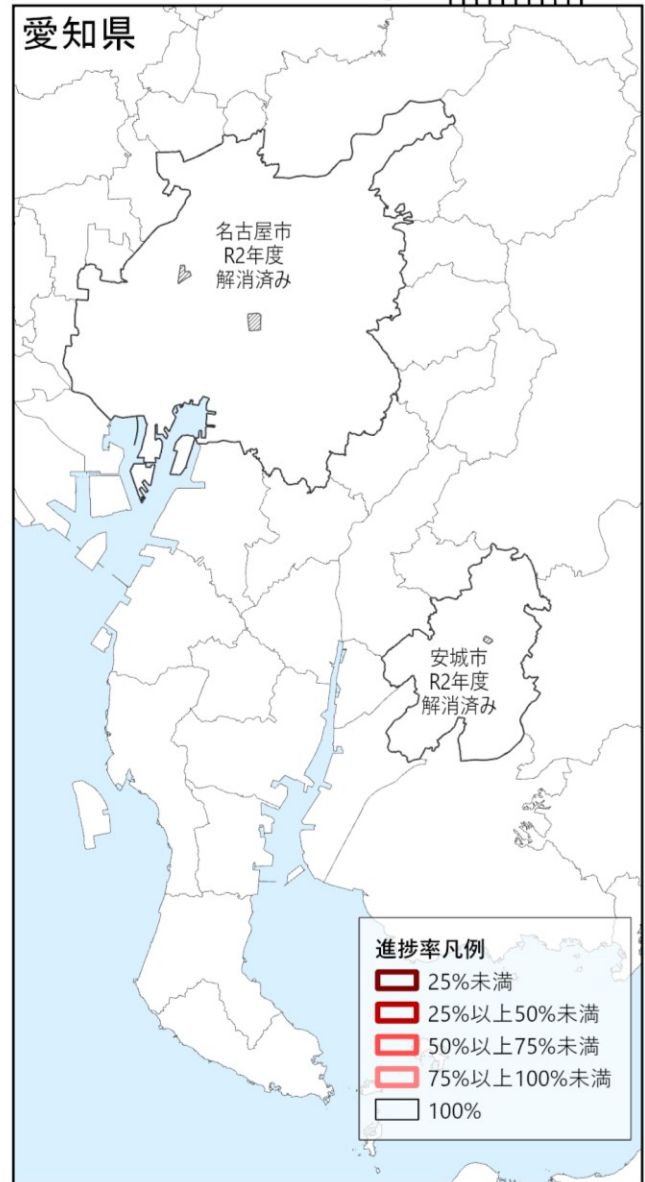 愛知県
名古屋市
R2年度
解消済み
安城市
R2年度
解消済み
進捗率凡例
25%未満
25%以上50%未満
50%以上75%未満
75%以上100%未満
100%